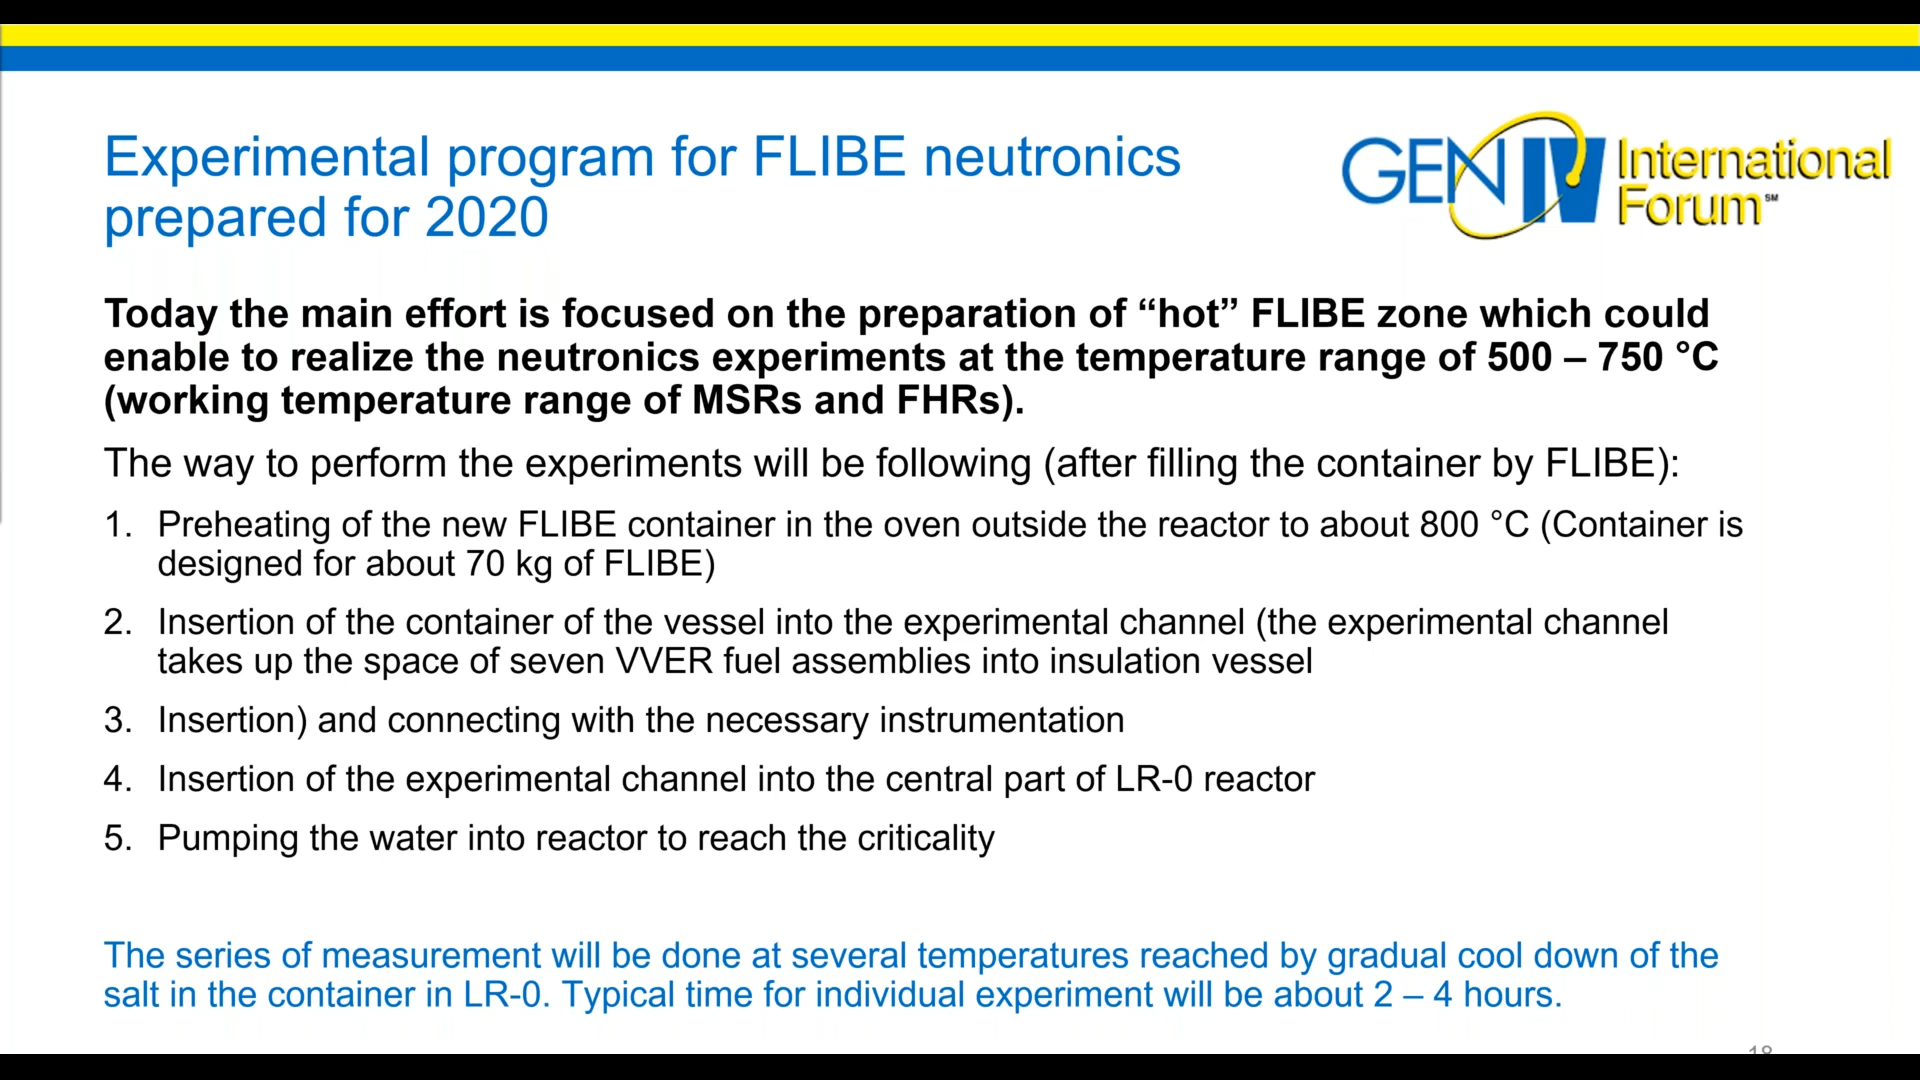 Experimental program for FLIBE neutronics
prepared for 2020
GEN IV International
Forum SM
Today the main effort is focused on the preparation of “hot” FLIBE zone which could
enable to realize the neutronics experiments at the temperature range of 500 – 750 °C
(working temperature range of MSRs and FHRs).
The way to perform the experiments will be following (after filling the container by FLIBE):
1. Preheating of the new FLIBE container in the oven outside the reactor to about 800 °C (Container is
designed for about 70 kg of FLIBE)
2. Insertion of the container of the vessel into the experimental channel (the experimental channel
takes up the space of seven VVER fuel assemblies into insulation vessel
3. Insertion) and connecting with the necessary instrumentation
4. Insertion of the experimental channel into the central part of LR-0 reactor
5. Pumping the water into reactor to reach the criticality
The series of measurement will be done at several temperatures reached by gradual cool down of the
salt in the container in LR-0. Typical time for individual experiment will be about 2 – 4 hours.
18